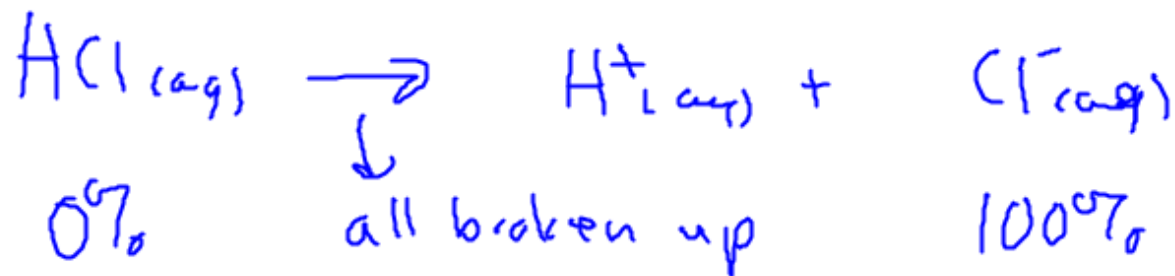 HCl(aq) → H⁺(aq) + Cl⁻(aq)
↓
0% all broken up 100%